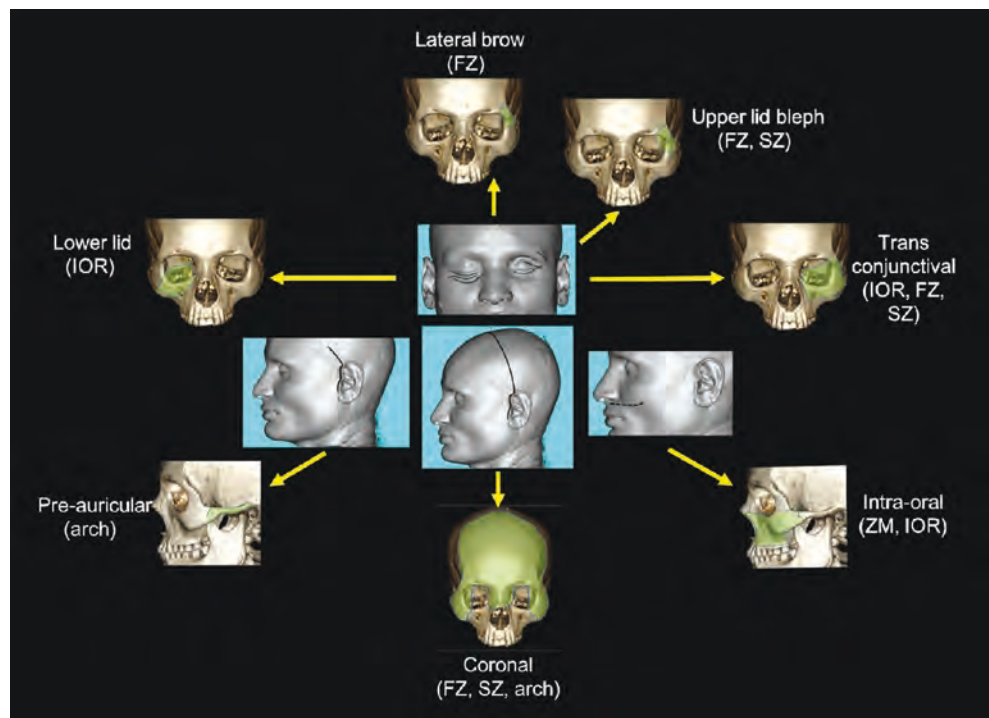 Lateral brow
(FZ)
Upper lid bleph
(FZ, SZ)
Lower lid
(IOR)
Trans
conjunctival
(IOR, FZ,
SZ)
Pre-auricular
(arch)
Intra-oral
(ZM, IOR)
Coronal
(FZ, SZ, arch)